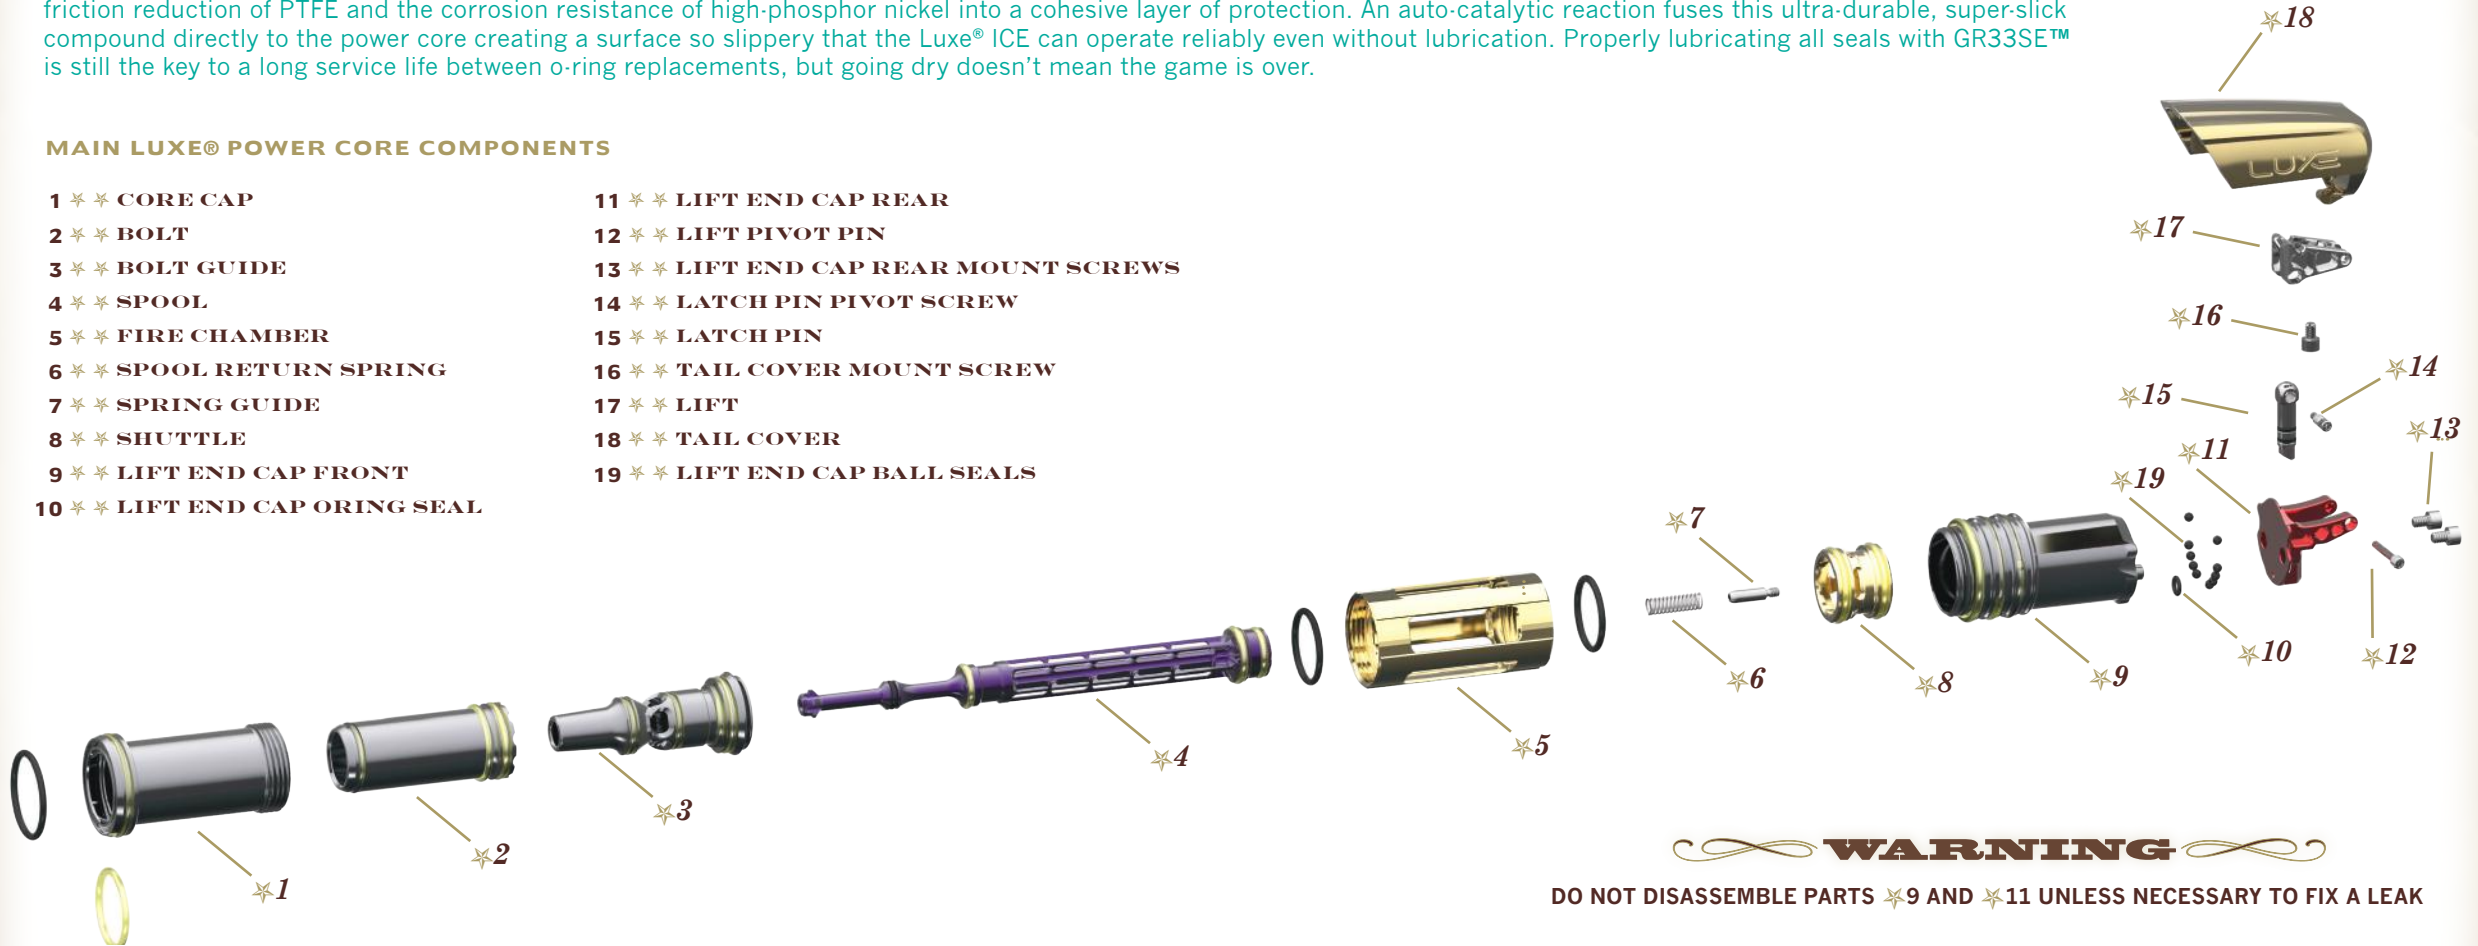 friction reduction of PTFE and the corrosion resistance of high-phosphor nickel into a cohesive layer of protection. An auto-catalytic reaction fuses this ultra-durable, super-slick
compound directly to the power core creating a surface so slippery that the Luxe® ICE can operate reliably even without lubrication. Properly lubricating all seals with GR33SE™
is still the key to a long service life between o-ring replacements, but going dry doesn't mean the game is over.
MAIN LUXE® POWER CORE COMPONENTS
1 CORE CAP
2 BOLT
3 BOLT GUIDE
4 SPOOL
5 FIRE CHAMBER
6 SPOOL RETURN SPRING
7 SPRING GUIDE
8 SHUTTLE
9 LIFT END CAP FRONT
10 LIFT END CAP ORING SEAL
11 LIFT END CAP REAR
12 LIFT PIVOT PIN
13 LIFT END CAP REAR MOUNT SCREWS
14 LATCH PIN PIVOT SCREW
15 LATCH PIN
16 TAIL COVER MOUNT SCREW
17 LIFT
18 TAIL COVER
19 LIFT END CAP BALL SEALS
18
LUXE
17
16
14
15
13
11
19
7
10
12
6
8
9
5
4
3
2
1
WARNING
DO NOT DISASSEMBLE PARTS 9 AND 11 UNLESS NECESSARY TO FIX A LEAK